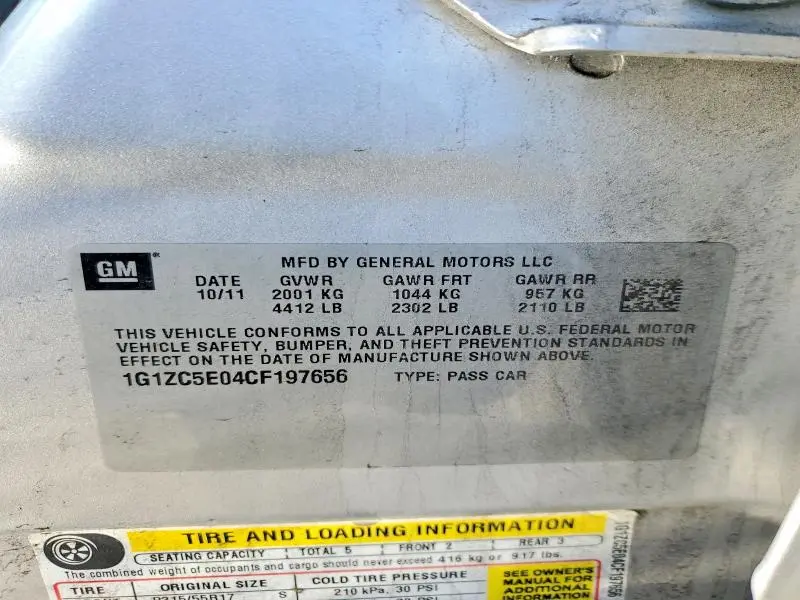 GM ® MFD BY GENERAL MOTORS LLC
DATE GVWR GAWR FRT GAWR RR
10/11 2001 KG 1044 KG 957 KG
4412 LB 2302 LB 2110 LB
THIS VEHICLE CONFORMS TO ALL APPLICABLE U.S. FEDERAL MOTOR
VEHICLE SAFETY, BUMPER, AND THEFT PREVENTION STANDARDS IN
EFFECT ON THE DATE OF MANUFACTURE SHOWN ABOVE.
1G1ZC5E04CF197656 TYPE: PASS CAR
TIRE AND LOADING INFORMATION
SEATING CAPACITY TOTAL 5 FRONT 2 REAR 3
The combined weight of occupants and cargo should never exceed 416 kg or 917 lbs.
TIRE ORIGINAL SIZE COLD TIRE PRESSURE SEE OWNER'S
MANUAL FOR
ADDITIONAL
INFORMATION
P215/55R17 S 210 kPa, 30 PSI
1G1ZC5E04CF197656